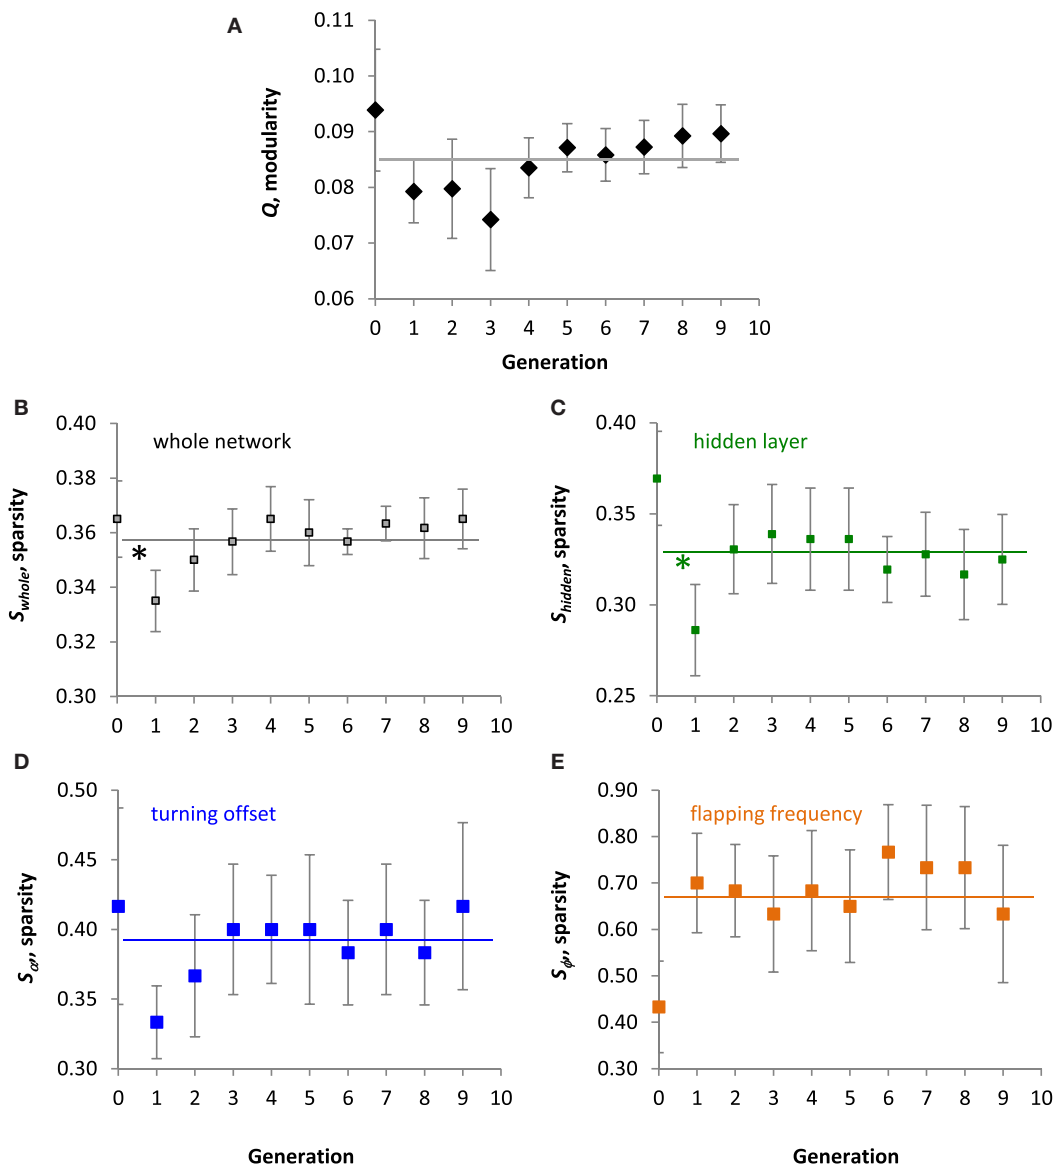 A
0.11
0.10
0.09
0.08
0.07
0.06
Q, modularity
0 1 2 3 4 5 6 7 8 9 10
Generation
B
0.40
0.38
0.36
0.34
0.32
0.30
S whole, sparsity
whole network
*
0 1 2 3 4 5 6 7 8 9 10
C
0.40
0.35
0.30
0.25
S hidden, sparsity
hidden layer
*
0 1 2 3 4 5 6 7 8 9 10
D
0.50
0.45
0.40
0.35
0.30
S α,, sparsity
turning offset
0 1 2 3 4 5 6 7 8 9 10
Generation
E
0.90
0.80
0.70
0.60
0.50
0.40
0.30
S ϕ,, sparsity
flapping frequency
0 1 2 3 4 5 6 7 8 9 10
Generation